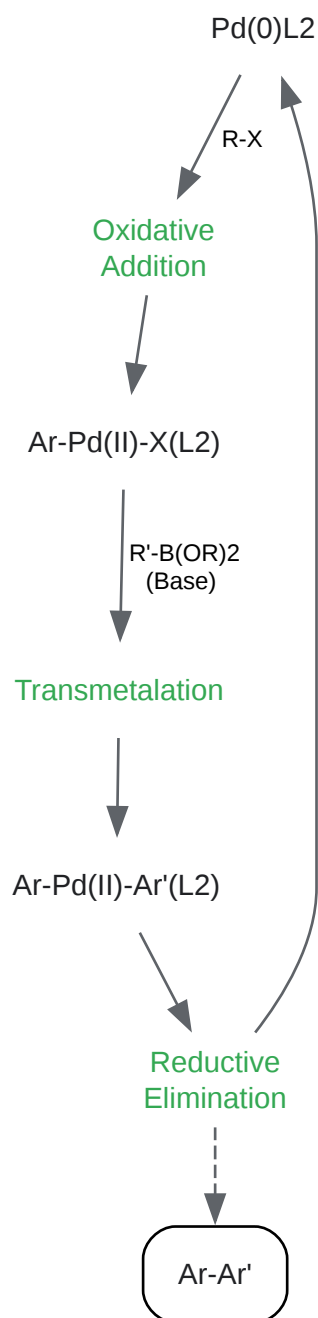 Pd(0)L2
R-X
Oxidative
Addition
Ar-Pd(II)-X(L2)
R'-B(OR)2
(Base)
Transmetalation
Ar-Pd(II)-Ar'(L2)
Reductive
Elimination
Ar-Ar'